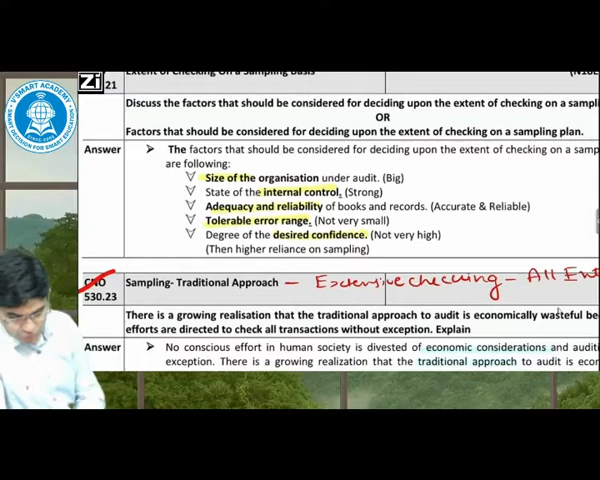 V'SMART ACADEMY
SMARTER DECISION FOR SMART EDUCATION
Zi 21
Extent of Checking On a Sampling Basis
Discuss the factors that should be considered for deciding upon the extent of checking on a sampli
OR
Factors that should be considered for deciding upon the extent of checking on a sampling plan.
Answer
The factors that should be considered for deciding upon the extent of checking on a samp
are following:
Size of the organisation under audit. (Big)
State of the internal control. (Strong)
Adequacy and reliability of books and records. (Accurate & Reliable)
Tolerable error range. (Not very small)
Degree of the desired confidence. (Not very high)
(Then higher reliance on sampling)
CNO
530.23
Sampling- Traditional Approach – Extensive checking – All Ent
There is a growing realisation that the traditional approach to audit is economically wasteful be
efforts are directed to check all transactions without exception. Explain
Answer
No conscious effort in human society is divested of economic considerations and auditi
exception. There is a growing realization that the traditional approach to audit is econ